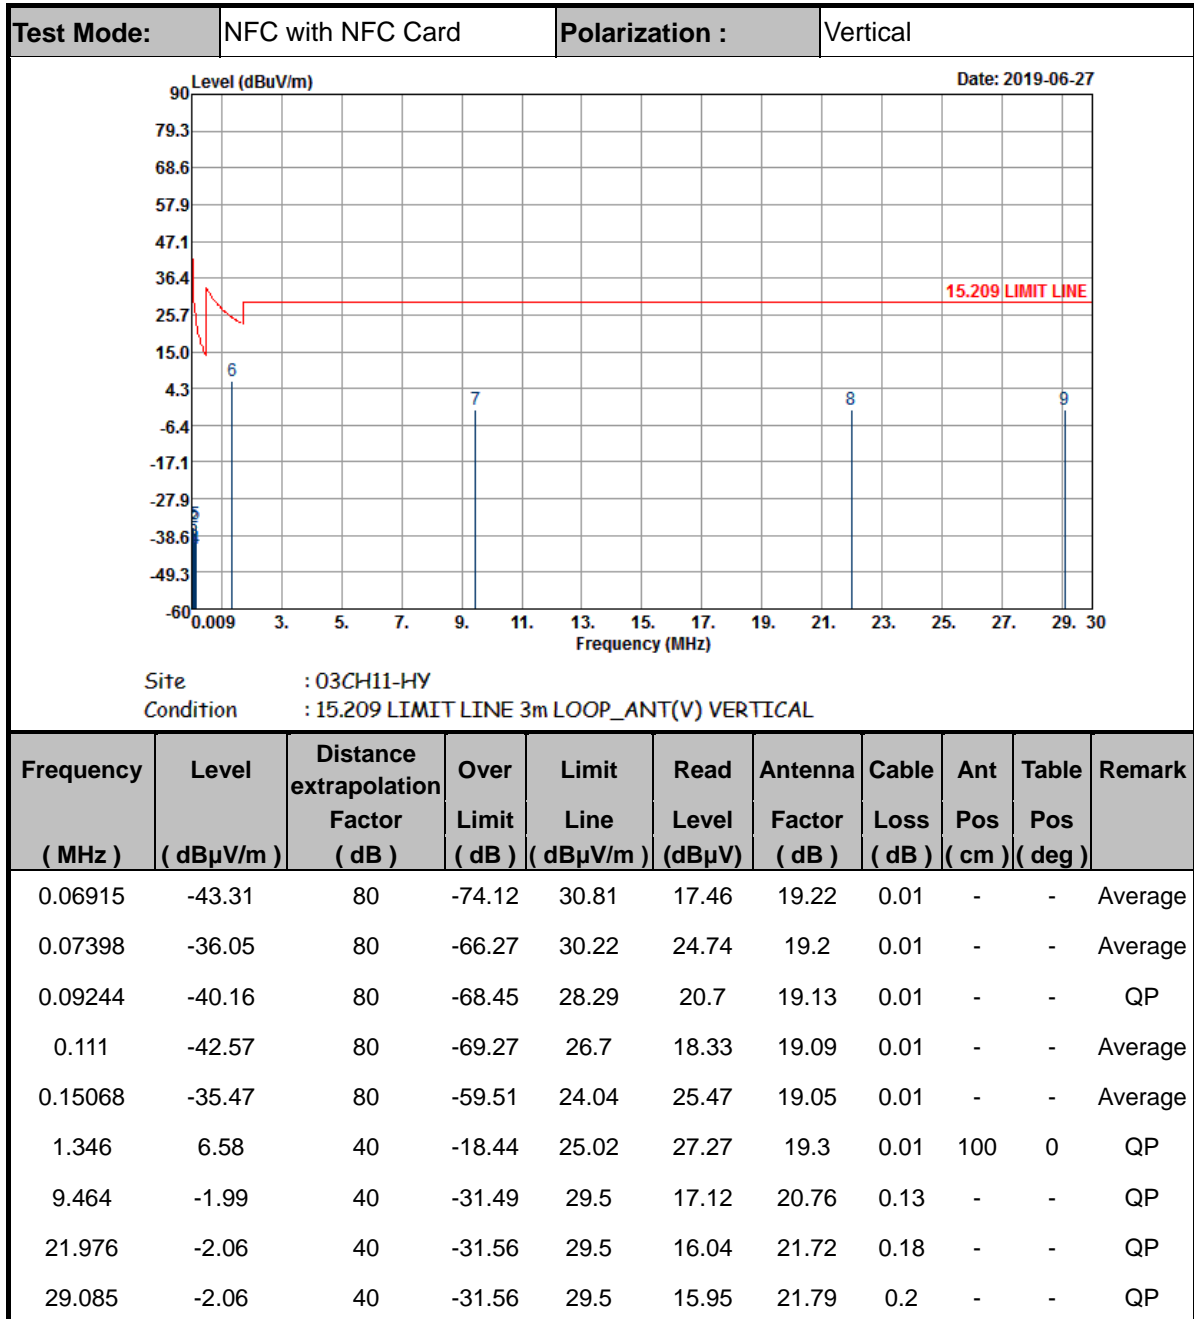 Test Mode: NFC with NFC Card Polarization : Vertical
Level (dBuV/m) Date: 2019-06-27
90
79.3
68.6
57.9
47.1
36.4
15.209 LIMIT LINE
25.7
15.0
6
4.3
7 8 9
-6.4
-17.1
-27.9
5
-38.6
-49.3
-60
0.009 3. 5. 7. 9. 11. 13. 15. 17. 19. 21. 23. 25. 27. 29. 30
Frequency (MHz)
Site : 03CH11-HY
Condition : 15.209 LIMIT LINE 3m LOOP_ANT(V) VERTICAL
Frequency Level Distance extrapolation Over Limit Read Antenna Cable Ant Table Remark
Factor Limit Line Level Factor Loss Pos Pos
( MHz ) ( dBµV/m ) ( dB ) ( dB ) ( dBµV/m ) (dBµV) ( dB ) ( dB ) ( cm ) ( deg )
0.06915 -43.31 80 -74.12 30.81 17.46 19.22 0.01 - - Average
0.07398 -36.05 80 -66.27 30.22 24.74 19.2 0.01 - - Average
0.09244 -40.16 80 -68.45 28.29 20.7 19.13 0.01 - - QP
0.111 -42.57 80 -69.27 26.7 18.33 19.09 0.01 - - Average
0.15068 -35.47 80 -59.51 24.04 25.47 19.05 0.01 - - Average
1.346 6.58 40 -18.44 25.02 27.27 19.3 0.01 100 0 QP
9.464 -1.99 40 -31.49 29.5 17.12 20.76 0.13 - - QP
21.976 -2.06 40 -31.56 29.5 16.04 21.72 0.18 - - QP
29.085 -2.06 40 -31.56 29.5 15.95 21.79 0.2 - - QP